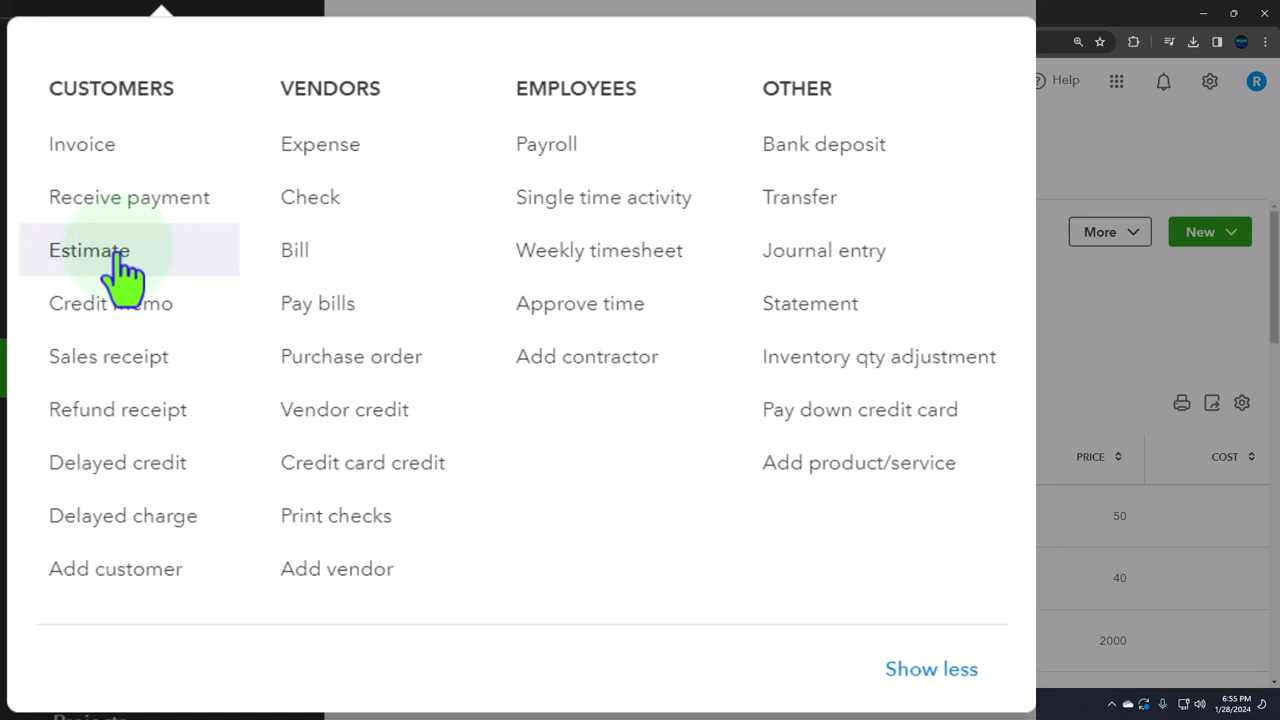 CUSTOMERS
Invoice
Receive payment
Estimate
Credit memo
Sales receipt
Refund receipt
Delayed credit
Delayed charge
Add customer
VENDORS
Expense
Check
Bill
Pay bills
Purchase order
Vendor credit
Credit card credit
Print checks
Add vendor
EMPLOYEES
Payroll
Single time activity
Weekly timesheet
Approve time
Add contractor
OTHER
Bank deposit
Transfer
Journal entry
Statement
Inventory qty adjustment
Pay down credit card
Add product/service
Show less
Help
R
More
New
PRICE COST
50
40
2000
6:55 PM
1/28/2024
Projects